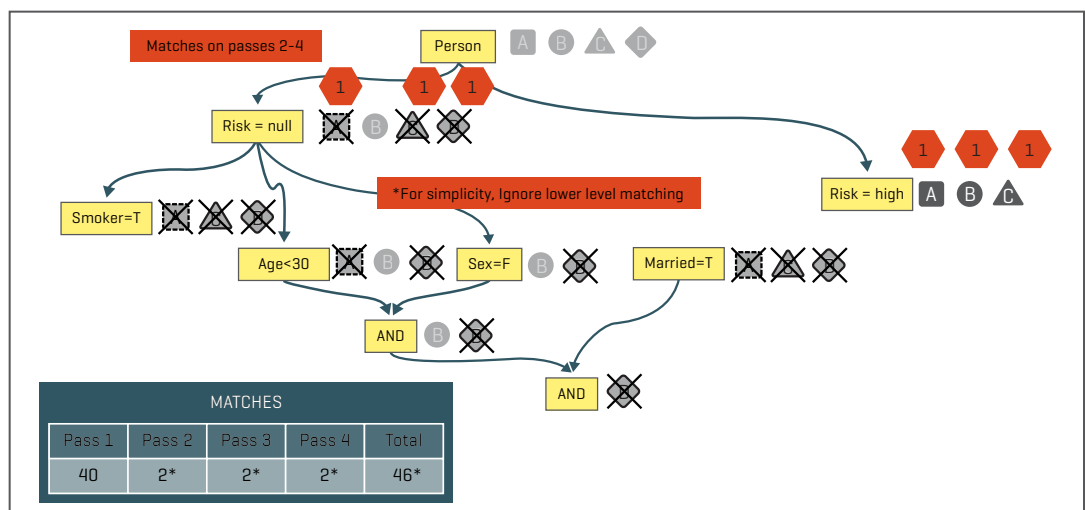 Matches on passes 2-4
Person
A B C D
1 1 1
Risk = null
A B C D
1 1 1
Risk = high
A B C
*For simplicity, Ignore lower level matching
Smoker=T
A C D
Age<30
A B D
Sex=F
B D
Married=T
A C D
AND
B D
AND
D
MATCHES
Pass 1 Pass 2 Pass 3 Pass 4 Total
40 2* 2* 2* 46*